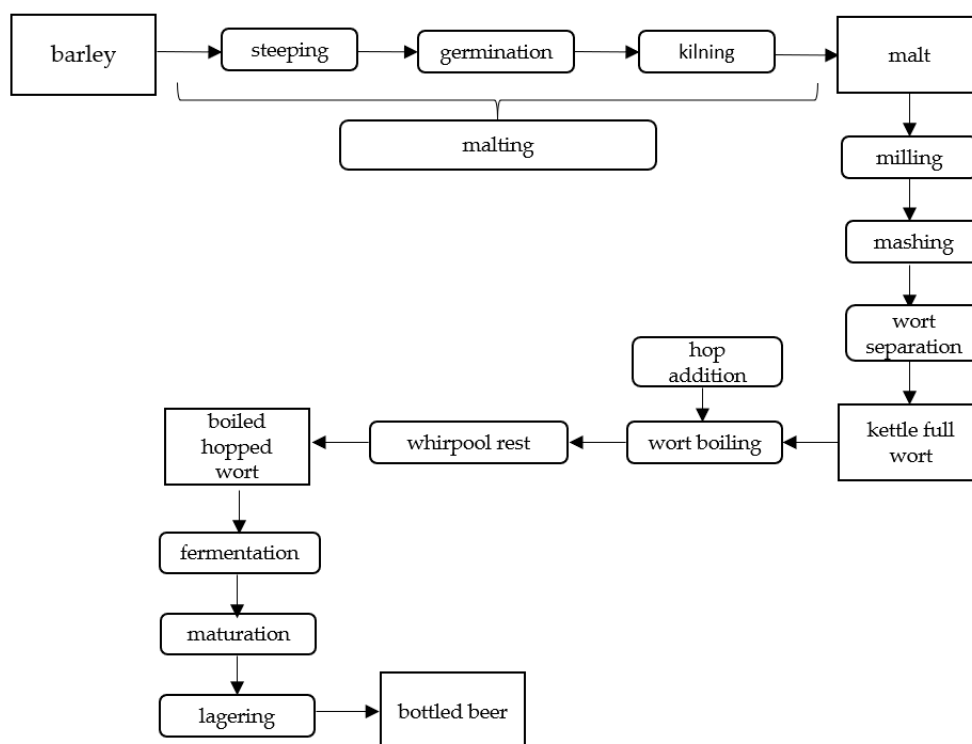 barley
steeping
germination
kilning
malt
malting
milling
mashing
wort
separation
hop
addition
boiled
hopped
wort
whirpool rest
wort boiling
kettle full
wort
fermentation
maturation
lagering
bottled beer